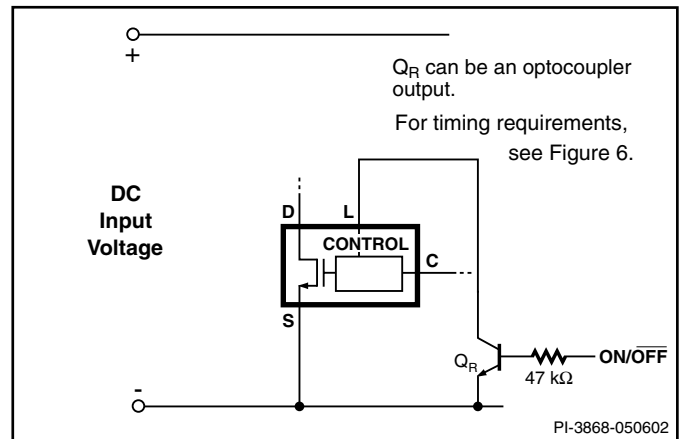 +
Q_R can be an optocoupler
output.
For timing requirements,
see Figure 6.
DC
Input
Voltage
D
L
CONTROL
C
S
Q_R
47 kΩ
ON/O̅F̅F̅
-
PI-3868-050602